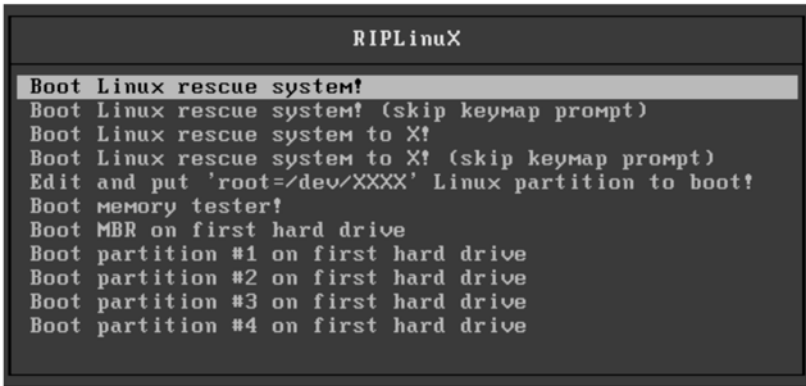 RIPLinuX
Boot Linux rescue system!
Boot Linux rescue system! (skip keymap prompt)
Boot Linux rescue system to X!
Boot Linux rescue system to X! (skip keymap prompt)
Edit and put 'root=/dev/XXXX' Linux partition to boot!
Boot memory tester!
Boot MBR on first hard drive
Boot partition #1 on first hard drive
Boot partition #2 on first hard drive
Boot partition #3 on first hard drive
Boot partition #4 on first hard drive